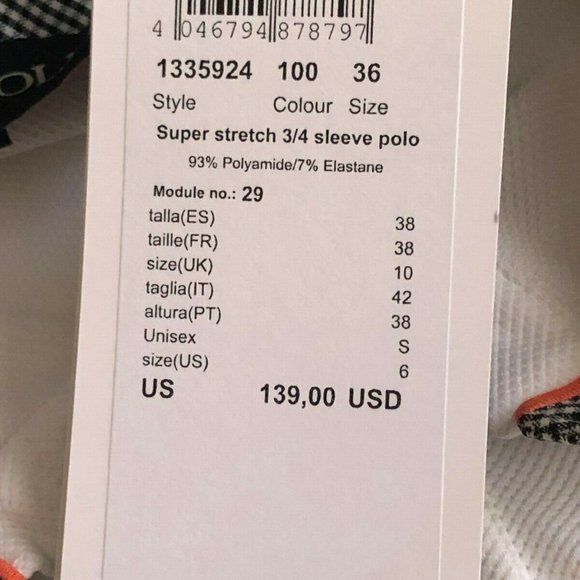 4 046794 878797
1335924 100 36
Style Colour Size
Super stretch 3/4 sleeve polo
93% Polyamide/7% Elastane
Module no.: 29
talla(ES) 38
taille(FR) 38
size(UK) 10
taglia(IT) 42
altura(PT) 38
Unisex S
size(US) 6
US 139,00 USD